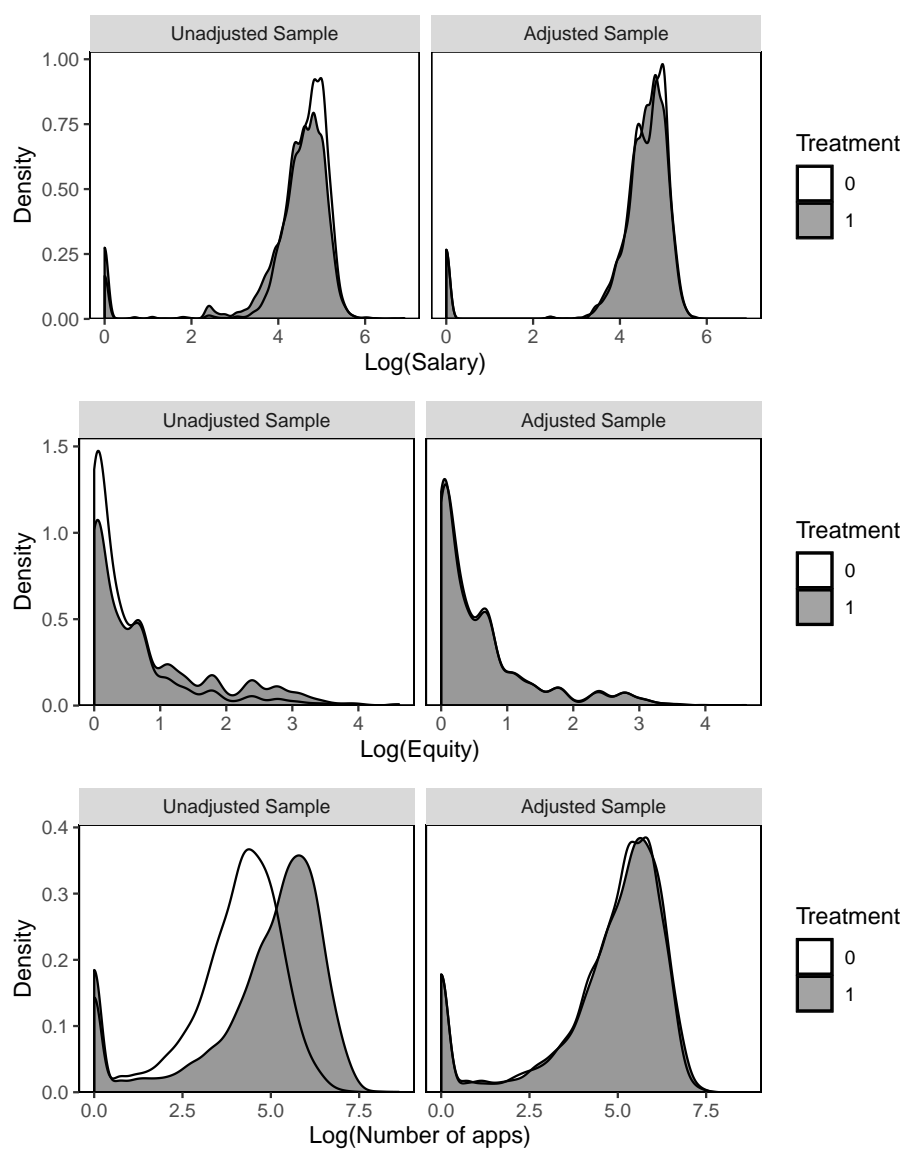 Unadjusted Sample Adjusted Sample
1.00
0.75
0.50
0.25
0.00
Density
0 2 4 6 0 2 4 6
Log(Salary)
Treatment
0
1
Unadjusted Sample Adjusted Sample
1.5
1.0
0.5
0.0
Density
0 1 2 3 4 0 1 2 3 4
Log(Equity)
Treatment
0
1
Unadjusted Sample Adjusted Sample
0.4
0.3
0.2
0.1
0.0
Density
0.0 2.5 5.0 7.5 0.0 2.5 5.0 7.5
Log(Number of apps)
Treatment
0
1